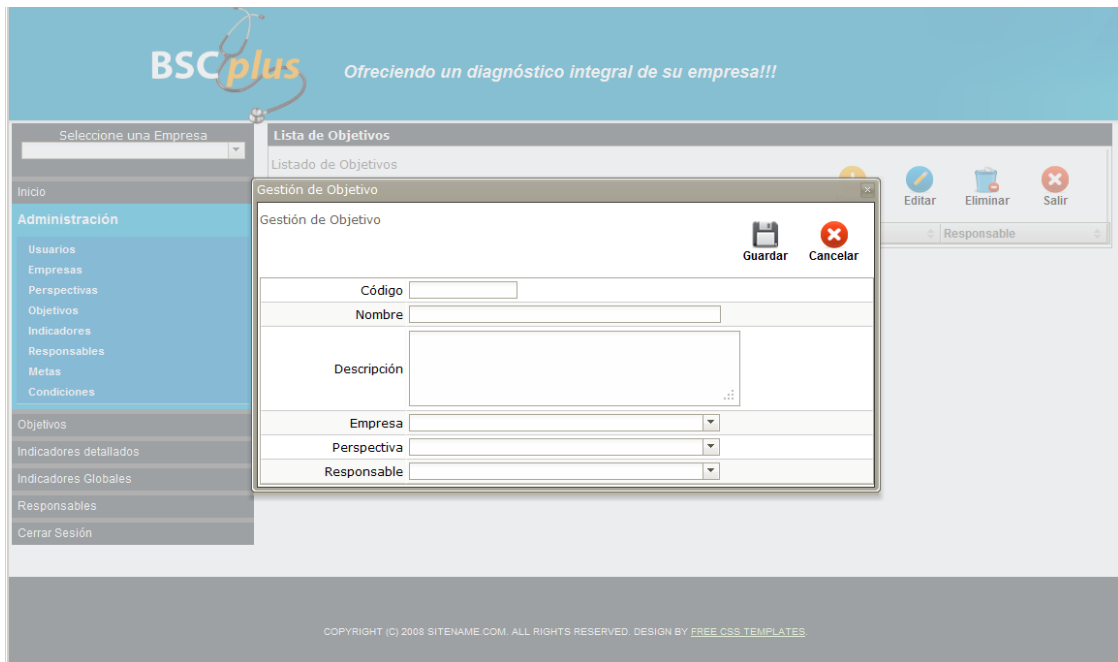 BSCplus
Ofreciendo un diagnóstico integral de su empresa!!!
Seleccione una Empresa
Inicio
Administración
Usuarios
Empresas
Perspectivas
Objetivos
Indicadores
Responsables
Metas
Condiciones
Objetivos
Indicadores detallados
Indicadores Globales
Responsables
Cerrar Sesión
Lista de Objetivos
Listado de Objetivos
Editar
Eliminar
Salir
Responsable
Gestión de Objetivo
Gestión de Objetivo
Guardar
Cancelar
Código
Nombre
Descripción
Empresa
Perspectiva
Responsable
COPYRIGHT (C) 2008 SITENAME.COM. ALL RIGHTS RESERVED. DESIGN BY FREE CSS TEMPLATES.